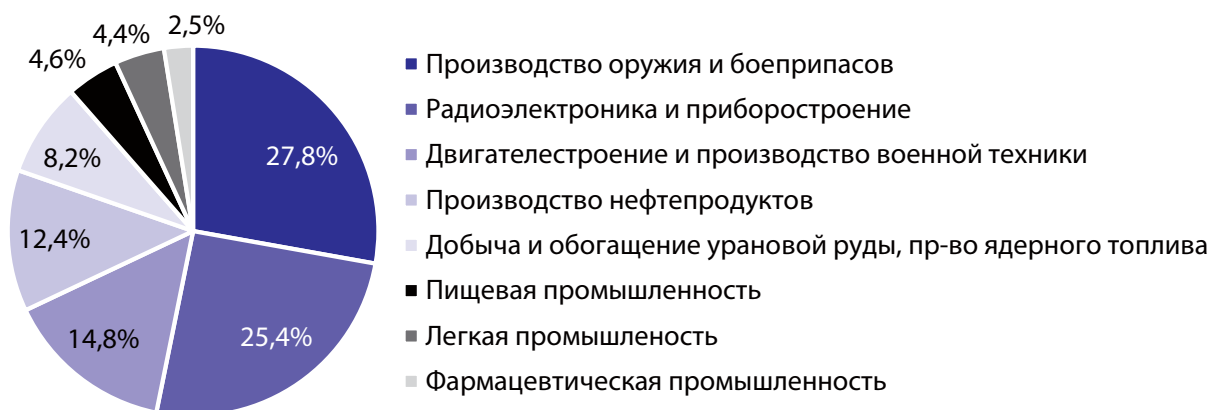 2,5%
4,4%
4,6%
8,2%
12,4%
14,8%
25,4%
27,8%
Производство оружия и боеприпасов
Радиоэлектроника и приборостроение
Двигателестроение и производство военной техники
Производство нефтепродуктов
Добыча и обогащение урановой руды, пр-во ядерного топлива
Пищевая промышленность
Легкая промышленость
Фармацевтическая промышленность